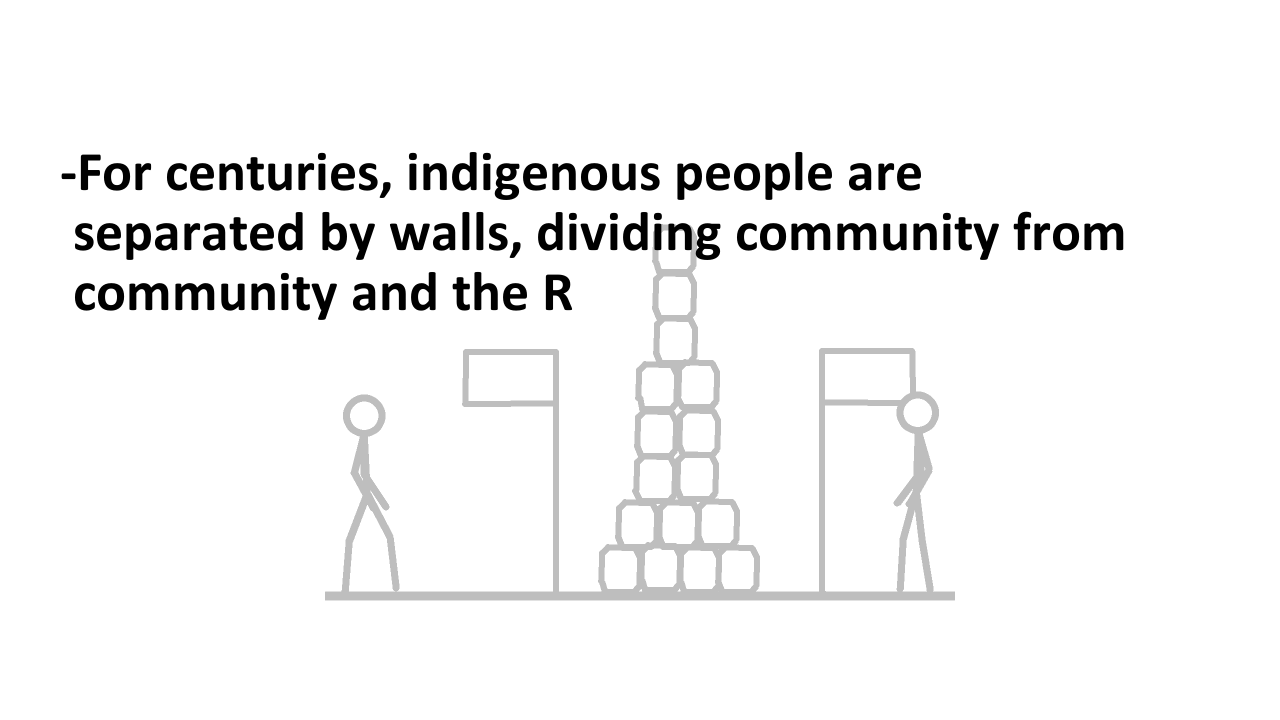 -For centuries, indigenous people are
separated by walls, dividing community from
community and the R